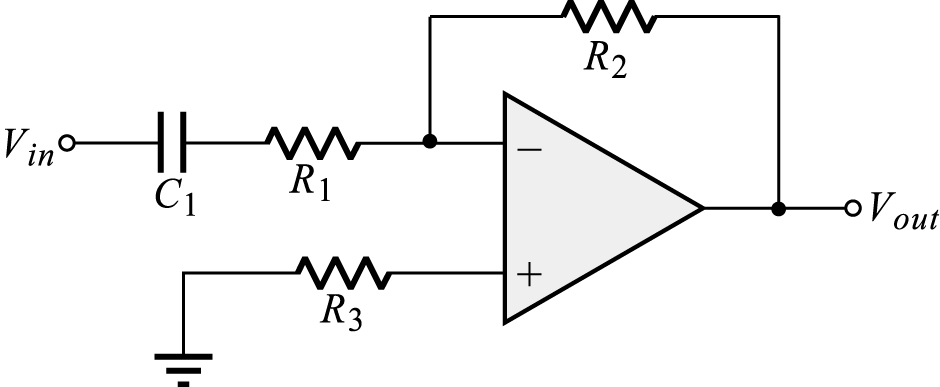 R2
Vin
C1
R1
−
Vout
+
R3